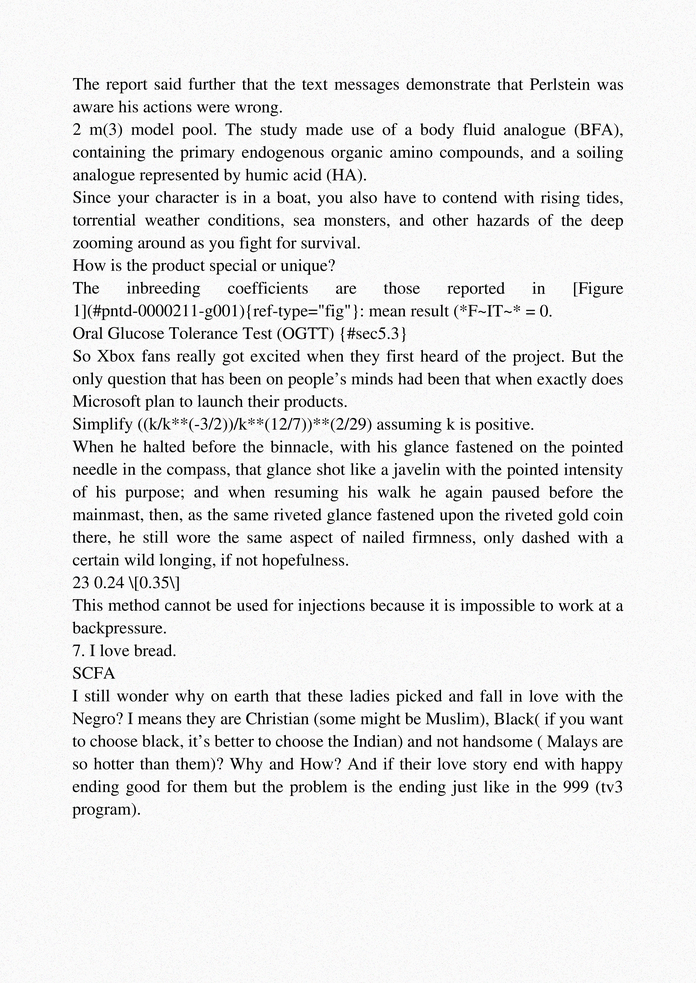 The report said further that the text messages demonstrate that Perlstein was
aware his actions were wrong.
2 m(3) model pool. The study made use of a body fluid analogue (BFA),
containing the primary endogenous organic amino compounds, and a soiling
analogue represented by humic acid (HA).
Since your character is in a boat, you also have to contend with rising tides,
torrential weather conditions, sea monsters, and other hazards of the deep
zooming around as you fight for survival.
How is the product special or unique?
The inbreeding coefficients are those reported in [Figure
1](#pntd-0000211-g001){ref-type="fig"}: mean result (*F~IT~* = 0.
Oral Glucose Tolerance Test (OGTT) {#sec5.3}
So Xbox fans really got excited when they first heard of the project. But the
only question that has been on people’s minds had been that when exactly does
Microsoft plan to launch their products.
Simplify ((k/k**(-3/2))/k**(12/7))**(2/29) assuming k is positive.
When he halted before the binnacle, with his glance fastened on the pointed
needle in the compass, that glance shot like a javelin with the pointed intensity
of his purpose; and when resuming his walk he again paused before the
mainmast, then, as the same riveted glance fastened upon the riveted gold coin
there, he still wore the same aspect of nailed firmness, only dashed with a
certain wild longing, if not hopefulness.
23 0.24 \[0.35\]
This method cannot be used for injections because it is impossible to work at a
backpressure.
7. I love bread.
SCFA
I still wonder why on earth that these ladies picked and fall in love with the
Negro? I means they are Christian (some might be Muslim), Black( if you want
to choose black, it’s better to choose the Indian) and not handsome ( Malays are
so hotter than them)? Why and How? And if their love story end with happy
ending good for them but the problem is the ending just like in the 999 (tv3
program).